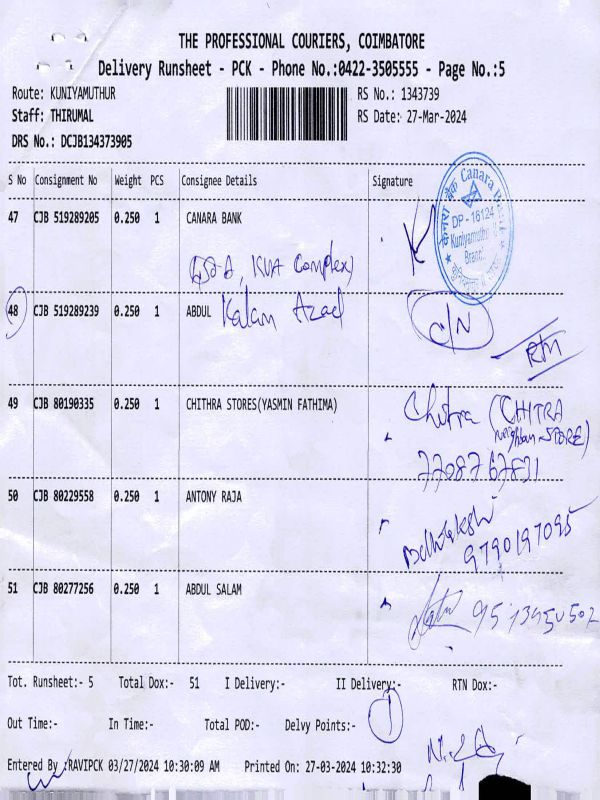 THE PROFESSIONAL COURIERS, COIMBATORE
Delivery Runsheet - PCK - Phone No.:0422-3505555 - Page No.:5
Route: KUNIYAMUTHUR RS No.: 1343739
Staff: THIRUMAL RS Date: 27-Mar-2024
DRS No.: DCJB134373905
S No Consignment No Weight PCS Consignee Details Signature
47 CJB 519289205 0.250 1 CANARA BANK
केनरा बैंक Canara Bank
DP - 16124
Kuniyamuthur
Branch
KVA Complex)
48 CJB 519289239 0.250 1 ABDUL Kalam Azad C/N
RTN
49 CJB 80190335 0.250 1 CHITHRA STORES(YASMIN FATHIMA) Chitra (CHITRA
STORE)
7708767831
50 CJB 80229558 0.250 1 ANTONY RAJA
9790197095
51 CJB 80277256 0.250 1 ABDUL SALAM
Tot. Runsheet:- 5 Total Dox:- 51 I Delivery:- II Delivery:- RTN Dox:-
1
Out Time:- In Time:- Total POD:- Delvy Points:-
Entered By :RAVIPCK 03/27/2024 10:30:09 AM Printed On: 27-03-2024 10:32:30